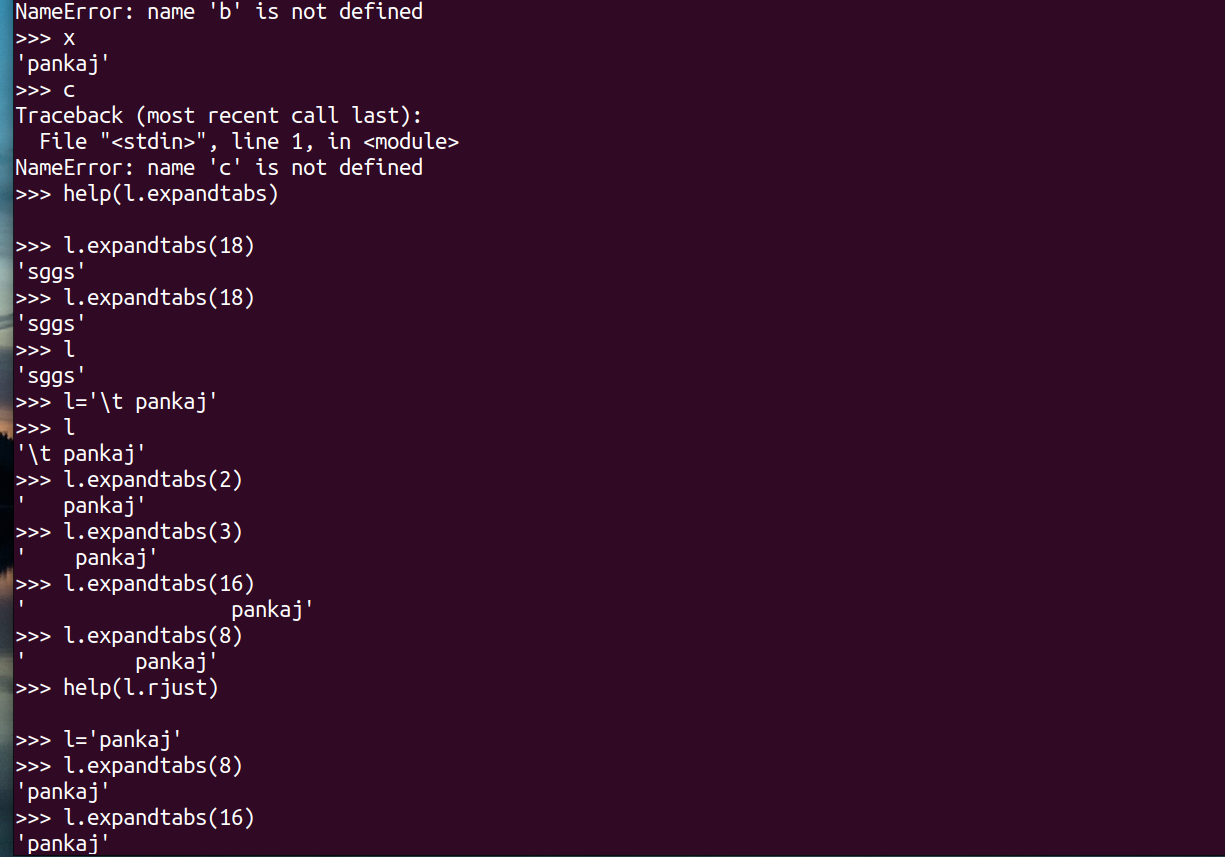 NameError: name 'b' is not defined
>>> x
'pankaj'
>>> c
Traceback (most recent call last):
  File "<stdin>", line 1, in <module>
NameError: name 'c' is not defined
>>> help(l.expandtabs)

>>> l.expandtabs(18)
'sggs'
>>> l.expandtabs(18)
'sggs'
>>> l
'sggs'
>>> l='\t pankaj'
>>> l
'\t pankaj'
>>> l.expandtabs(2)
'   pankaj'
>>> l.expandtabs(3)
'    pankaj'
>>> l.expandtabs(16)
'                 pankaj'
>>> l.expandtabs(8)
'         pankaj'
>>> help(l.rjust)

>>> l='pankaj'
>>> l.expandtabs(8)
'pankaj'
>>> l.expandtabs(16)
'pankaj'